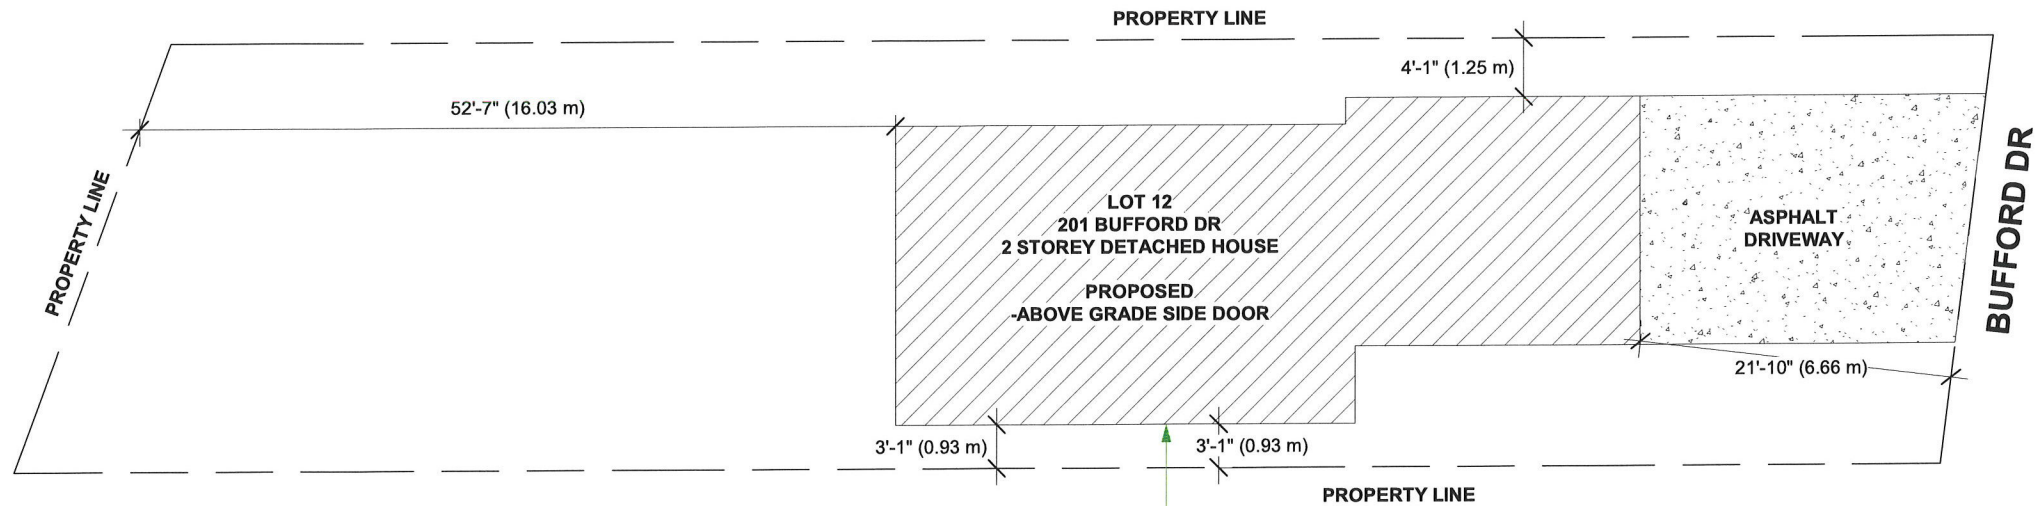 PROPERTY LINE
4'-1" (1.25 m)
52'-7" (16.03 m)
PROPERTY LINE
LOT 12
201 BUFFORD DR
2 STOREY DETACHED HOUSE
PROPOSED
-ABOVE GRADE SIDE DOOR
ASPHALT
DRIVEWAY
BUFFORD DR
21'-10" (6.66 m)
3'-1" (0.93 m)
3'-1" (0.93 m)
PROPERTY LINE